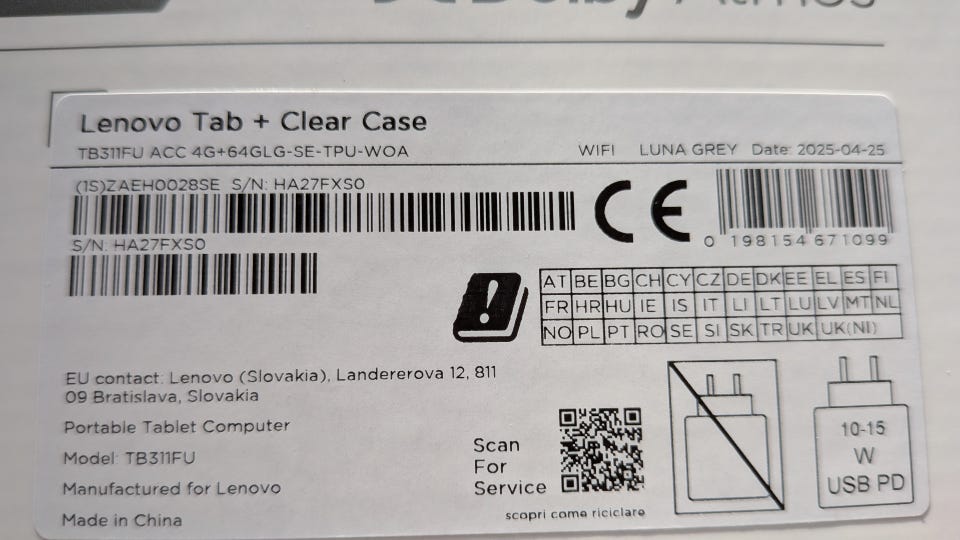 Dolby Atmos
Lenovo Tab + Clear Case
TB311FU ACC 4G+64GLG-SE-TPU-WOA WIFI LUNA GREY Date: 2025-04-25
(1S)ZAEH0028SE S/N: HA27FXS0
S/N: HA27FXS0
CE
0 198154 671099
AT BE BG CH CY CZ DE DK EE EL ES FI
FR HR HU IE IS IT LI LT LU LV MT NL
NO PL PT RO SE SI SK TR UK UK(NI)
EU contact: Lenovo (Slovakia), Landererova 12, 811
09 Bratislava, Slovakia
Portable Tablet Computer
Model: TB311FU
Manufactured for Lenovo
Made in China
Scan
For
Service
scopri come riciclare
10-15
W
USB PD